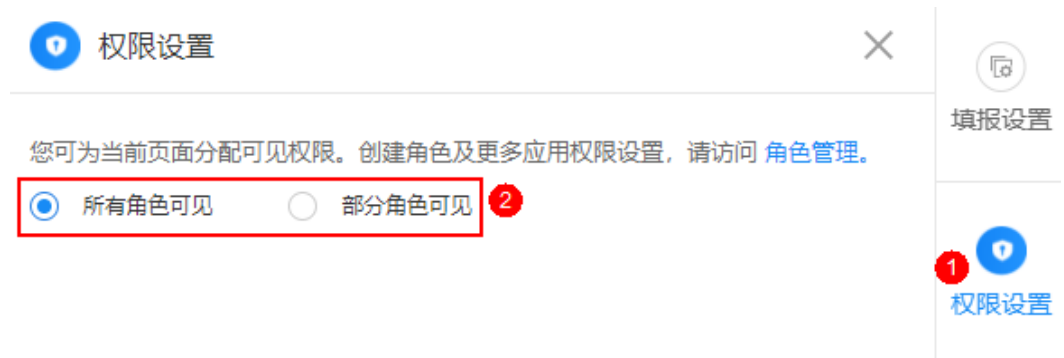 权限设置
填报设置
您可为当前页面分配可见权限。创建角色及更多应用权限设置，请访问 角色管理。
所有角色可见 部分角色可见 2
1
权限设置